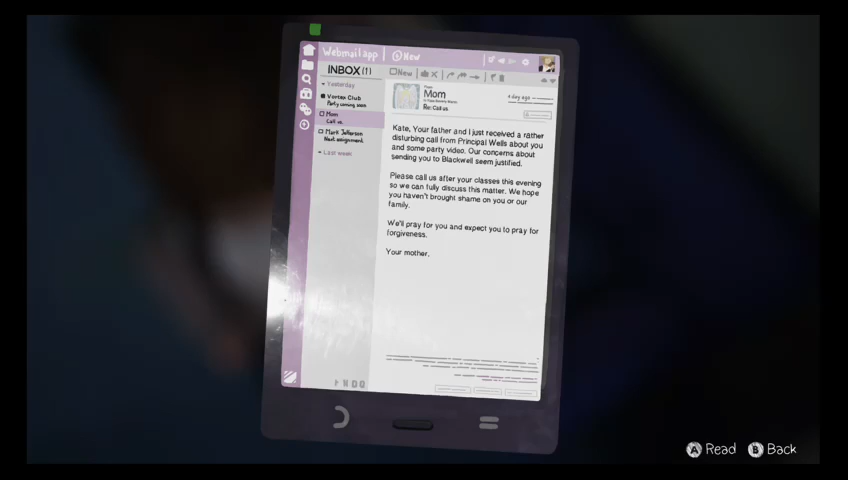 Webmail app
New
INBOX (1)
New
Yesterday
Vortex Club
Party coming soon
Mom
Call us.
Mark Jefferson
Next assignment.
Last week
Mom
Re: Call us
1 day ago
Kate, Your father and I just received a rather
disturbing call from Principal Wells about you
and some party video. Our concerns about
sending you to Blackwell seem justified.
Please call us after your classes this evening
so we can fully discuss this matter. We hope
you haven't brought shame on you or our
family.
We'll pray for you and expect you to pray for
forgiveness.
Your mother,
A Read
B Back